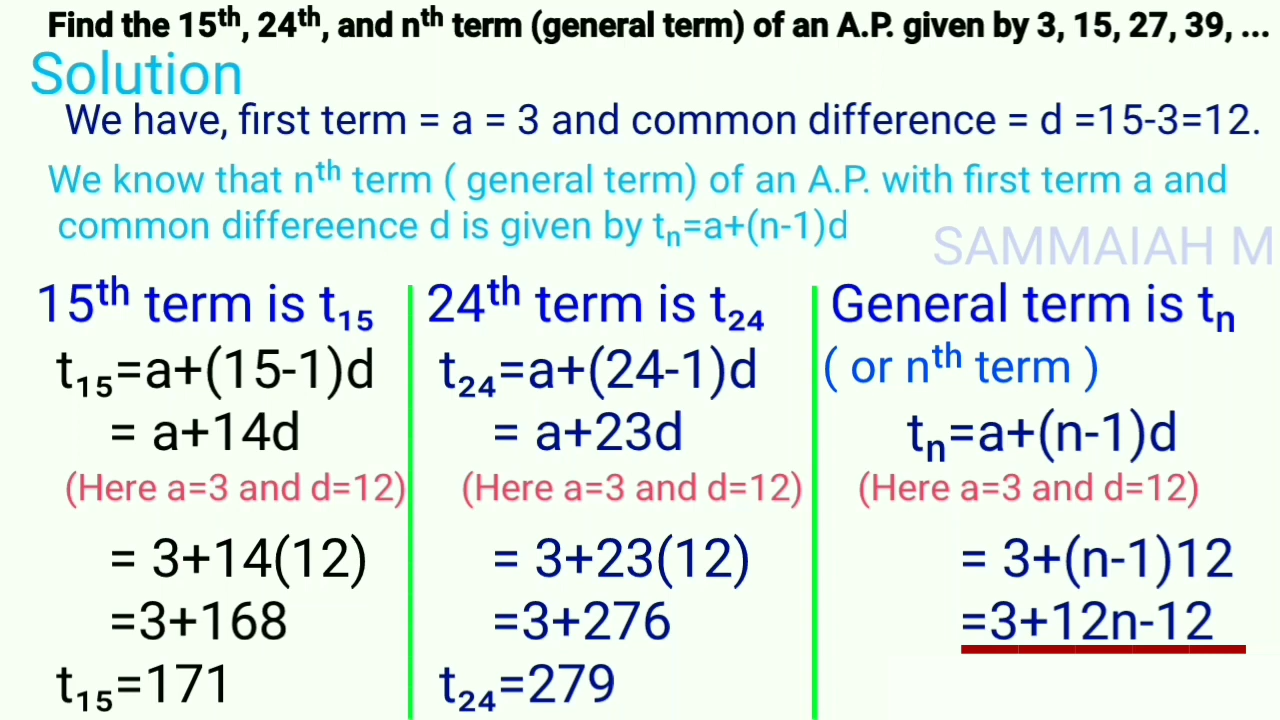 Find the 15th, 24th, and nth term (general term) of an A.P. given by 3, 15, 27, 39, ...
Solution
We have, first term = a = 3 and common difference = d =15-3=12.
We know that nth term ( general term) of an A.P. with first term a and
common differeence d is given by tn=a+(n-1)d
SAMMAIAH M
15th term is t15
t15=a+(15-1)d
= a+14d
(Here a=3 and d=12)
= 3+14(12)
=3+168
t15=171
24th term is t24
t24=a+(24-1)d
= a+23d
(Here a=3 and d=12)
= 3+23(12)
=3+276
t24=279
General term is tn
( or nth term )
tn=a+(n-1)d
(Here a=3 and d=12)
= 3+(n-1)12
=3+12n-12